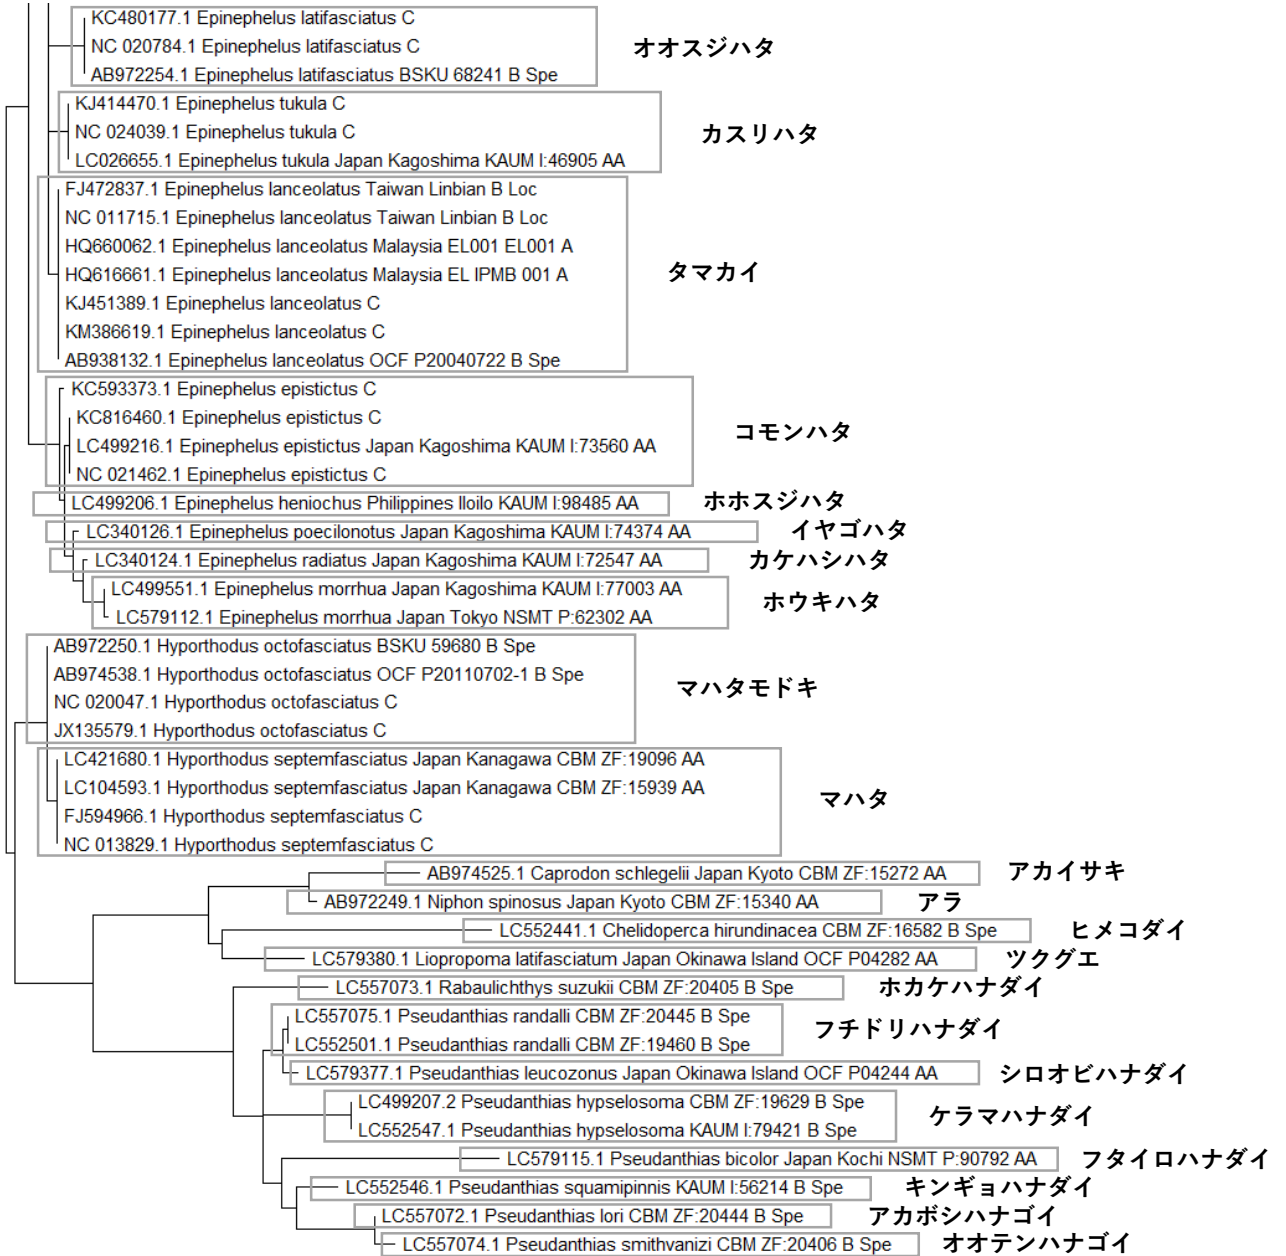 KC480177.1 Epinephelus latifasciatus C
NC 020784.1 Epinephelus latifasciatus C
オオスジハタ
AB972254.1 Epinephelus latifasciatus BSKU 68241 B Spe
KJ414470.1 Epinephelus tukula C
NC 024039.1 Epinephelus tukula C
カスリハタ
LC026655.1 Epinephelus tukula Japan Kagoshima KAUM I:46905 AA
FJ472837.1 Epinephelus lanceolatus Taiwan Linbian B Loc
NC 011715.1 Epinephelus lanceolatus Taiwan Linbian B Loc
HQ660062.1 Epinephelus lanceolatus Malaysia EL001 EL001 A
HQ616661.1 Epinephelus lanceolatus Malaysia EL IPMB 001 A
タマカイ
KJ451389.1 Epinephelus lanceolatus C
KM386619.1 Epinephelus lanceolatus C
AB938132.1 Epinephelus lanceolatus OCF P20040722 B Spe
KC593373.1 Epinephelus epistictus C
KC816460.1 Epinephelus epistictus C
コモンハタ
LC499216.1 Epinephelus epistictus Japan Kagoshima KAUM I:73560 AA
NC 021462.1 Epinephelus epistictus C
LC499206.1 Epinephelus heniochus Philippines Iloilo KAUM I:98485 AA
ホホスジハタ
LC340126.1 Epinephelus poecilonotus Japan Kagoshima KAUM I:74374 AA
イヤゴハタ
LC340124.1 Epinephelus radiatus Japan Kagoshima KAUM I:72547 AA
カケハシハタ
LC499551.1 Epinephelus morrhua Japan Kagoshima KAUM I:77003 AA
ホウキハタ
LC579112.1 Epinephelus morrhua Japan Tokyo NSMT P:62302 AA
AB972250.1 Hyporthodus octofasciatus BSKU 59680 B Spe
AB974538.1 Hyporthodus octofasciatus OCF P20110702-1 B Spe
マハタモドキ
NC 020047.1 Hyporthodus octofasciatus C
JX135579.1 Hyporthodus octofasciatus C
LC421680.1 Hyporthodus septemfasciatus Japan Kanagawa CBM ZF:19096 AA
LC104593.1 Hyporthodus septemfasciatus Japan Kanagawa CBM ZF:15939 AA
マハタ
FJ594966.1 Hyporthodus septemfasciatus C
NC 013829.1 Hyporthodus septemfasciatus C
AB974525.1 Caprodon schlegelii Japan Kyoto CBM ZF:15272 AA
アカイサキ
AB972249.1 Niphon spinosus Japan Kyoto CBM ZF:15340 AA
アラ
LC552441.1 Chelidoperca hirundinacea CBM ZF:16582 B Spe
ヒメコダイ
LC579380.1 Liopropoma latifasciatum Japan Okinawa Island OCF P04282 AA
ツクグエ
LC557073.1 Rabaulichthys suzukii CBM ZF:20405 B Spe
ホカケハナダイ
LC557075.1 Pseudanthias randalli CBM ZF:20445 B Spe
フチドリハナダイ
LC552501.1 Pseudanthias randalli CBM ZF:19460 B Spe
LC579377.1 Pseudanthias leucozonus Japan Okinawa Island OCF P04244 AA
シロオビハナダイ
LC499207.2 Pseudanthias hypselosoma CBM ZF:19629 B Spe
ケラマハナダイ
LC552547.1 Pseudanthias hypselosoma KAUM I:79421 B Spe
LC579115.1 Pseudanthias bicolor Japan Kochi NSMT P:90792 AA
フタイロハナダイ
LC552546.1 Pseudanthias squamipinnis KAUM I:56214 B Spe
キンギョハナダイ
LC557072.1 Pseudanthias lori CBM ZF:20444 B Spe
アカボシハナゴイ
LC557074.1 Pseudanthias smithvanizi CBM ZF:20406 B Spe
オオテンハナゴイ